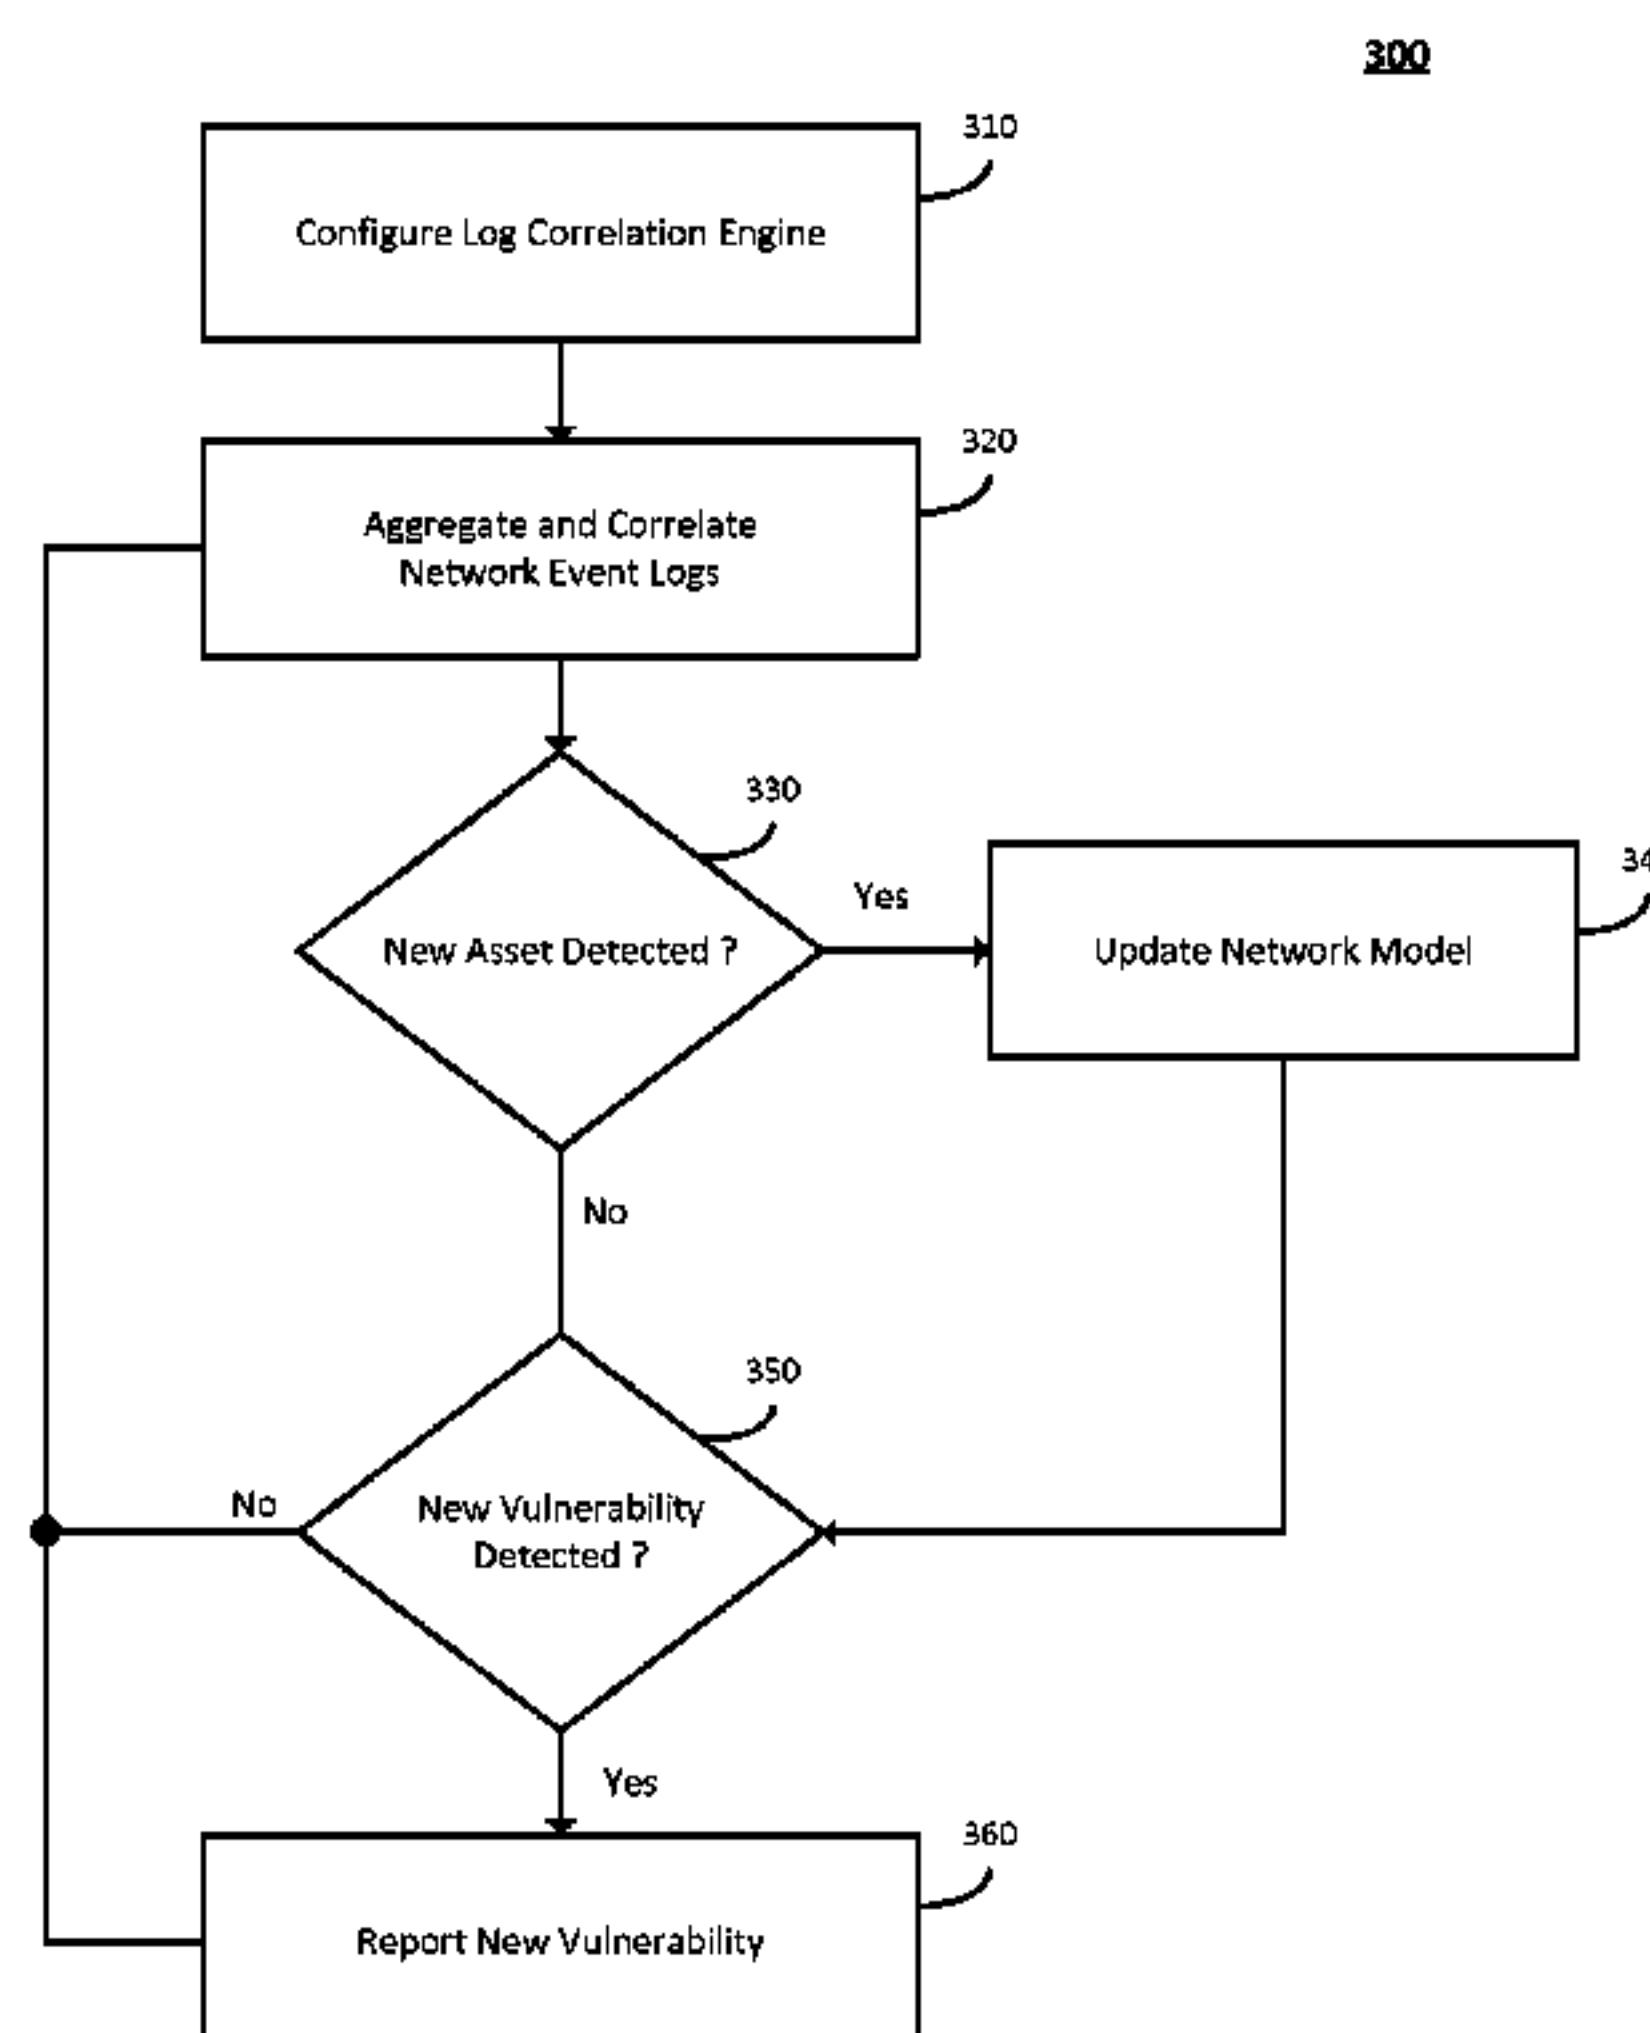 300
310
Configure Log Correlation Engine
320
Aggregate and Correlate
Network Event Logs
330
Yes
New Asset Detected ?
Update Network Model
No
350
No
New Vulnerability
Detected ?
Yes
360
Report New Vulnerability